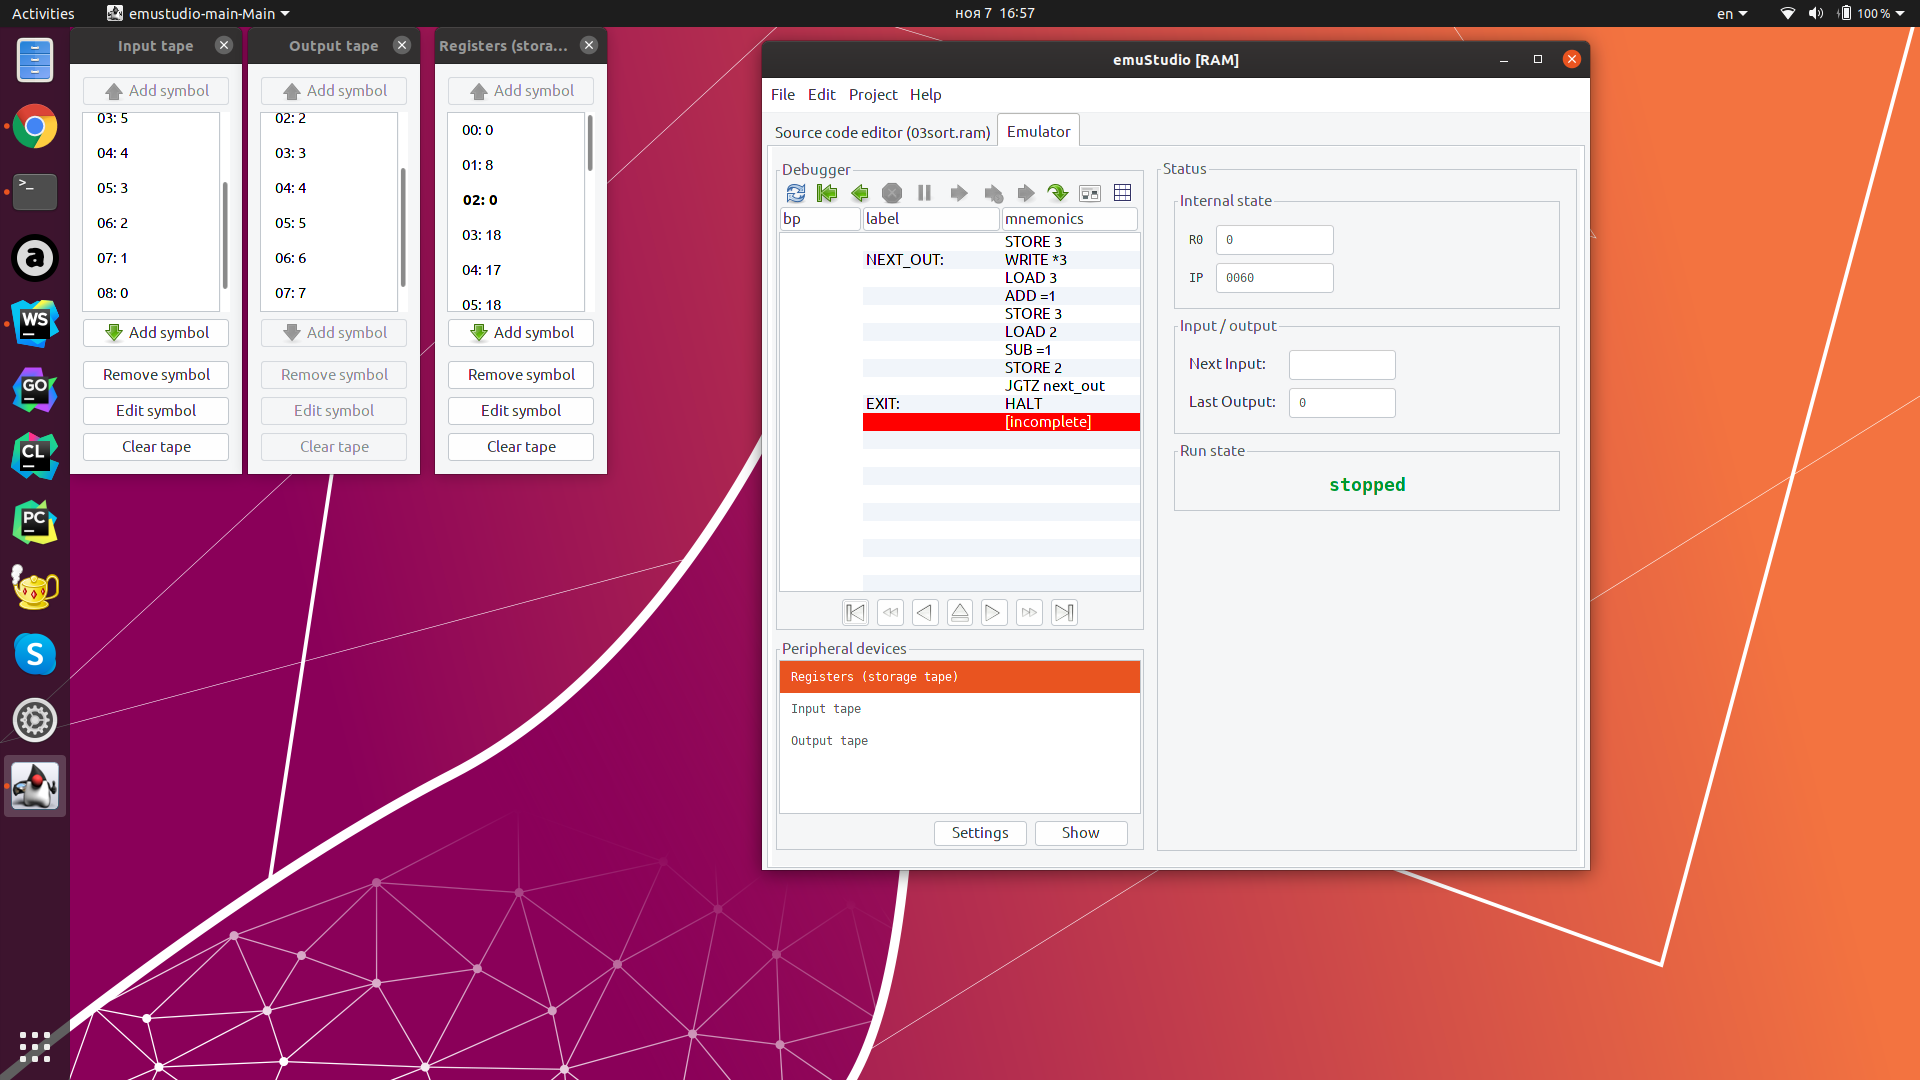 Activities
emustudio-main-Main
ноя 7 16:57
en
100 %
Input tape
Add symbol
03: 5
04: 4
05: 3
06: 2
07: 1
08: 0
Add symbol
Remove symbol
Edit symbol
Clear tape
Output tape
Add symbol
02: 2
03: 3
04: 4
05: 5
06: 6
07: 7
Add symbol
Remove symbol
Edit symbol
Clear tape
Registers (stora...
Add symbol
00: 0
01: 8
02: 0
03: 18
04: 17
05: 18
Add symbol
Remove symbol
Edit symbol
Clear tape
emuStudio [RAM]
File Edit Project Help
Source code editor (03sort.ram) Emulator
Debugger
bp label mnemonics
STORE 3
NEXT_OUT: WRITE *3
LOAD 3
ADD =1
STORE 3
LOAD 2
SUB =1
STORE 2
JGTZ next_out
EXIT: HALT
[incomplete]
Peripheral devices
Registers (storage tape)
Input tape
Output tape
Settings Show
Status
Internal state
R0 0
IP 0060
Input / output
Next Input:
Last Output: 0
Run state
stopped
>_
a
WS
GO
CL
PC
S